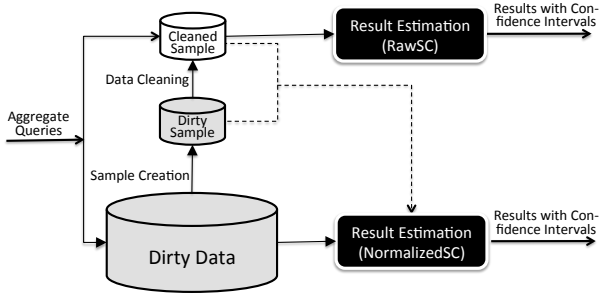 Cleaned
Sample
Result Estimation
(RawSC)
Results with Con-
fidence Intervals
Data Cleaning
Aggregate
Queries
Dirty
Sample
Sample Creation
Dirty Data
Result Estimation
(NormalizedSC)
Results with Con-
fidence Intervals